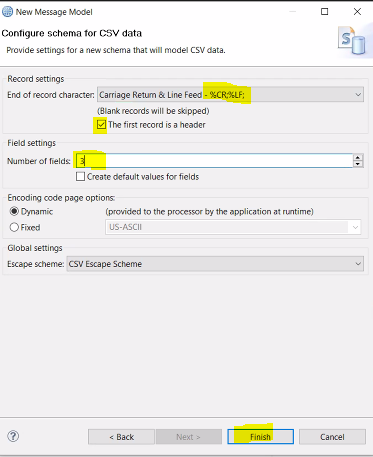 New Message Model
Configure schema for CSV data
Provide settings for a new schema that will model CSV data.
Record settings
End of record character: Carriage Return & Line Feed - %CR;%LF;
(Blank records will be skipped)
The first record is a header
Field settings
Number of fields: 3
Create default values for fields
Encoding code page options:
Dynamic (provided to the processor by the application at runtime)
Fixed US-ASCII
Global settings
Escape scheme: CSV Escape Scheme
? < Back Next > Finish Cancel